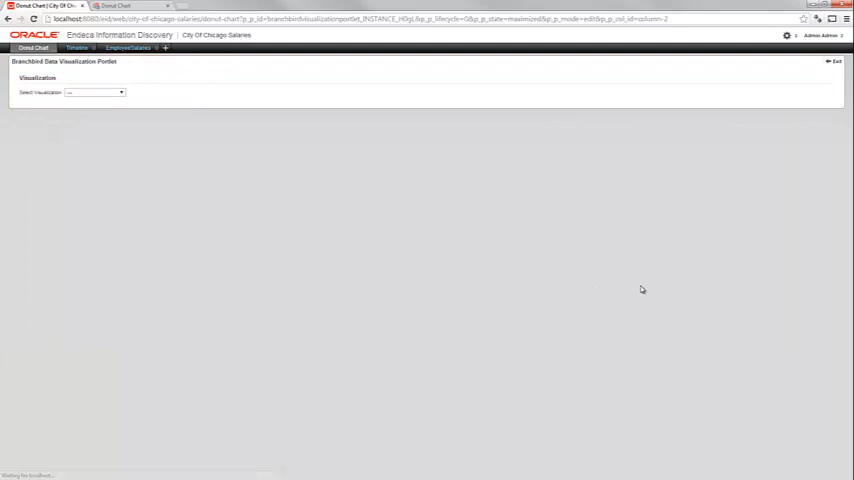 Donut Chart | City Of Ch
Donut Chart
localhost:8080/eid/web/city-of-chicago-salaries/donut-chart?p_p_id=branchbirdvisualizationportlet_INSTANCE_H0gL&p_p_lifecycle=0&p_p_state=maximized&p_p_mode=edit&p_p_col_id=column-2
ORACLE Endeca Information Discovery | City Of Chicago Salaries Admin Admin
Donut Chart Timeline EmployeeSalaries +
Branchbird Data Visualization Portlet Exit
Visualization
Select Visualization ---
Waiting for localhost...